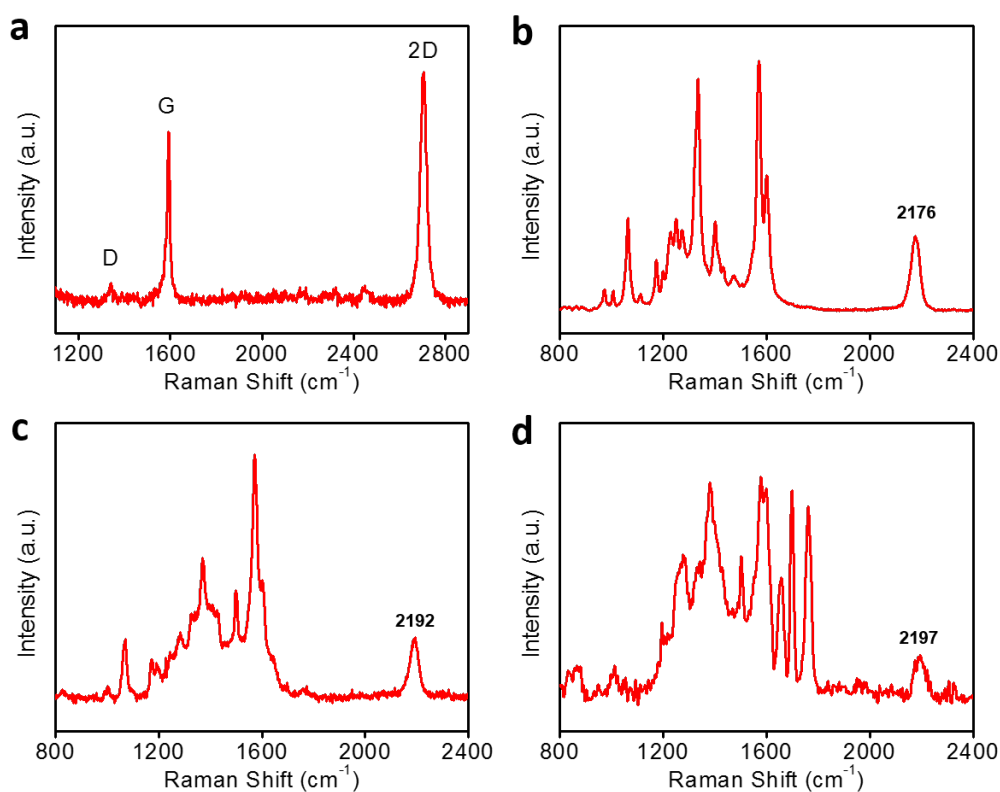 a
D
G
2D
Intensity (a.u.)
1200 1600 2000 2400 2800
Raman Shift (cm⁻¹)
b
2176
Intensity (a.u.)
800 1200 1600 2000 2400
Raman Shift (cm⁻¹)
c
2192
Intensity (a.u.)
800 1200 1600 2000 2400
Raman Shift (cm⁻¹)
d
2197
Intensity (a.u.)
800 1200 1600 2000 2400
Raman Shift (cm⁻¹)